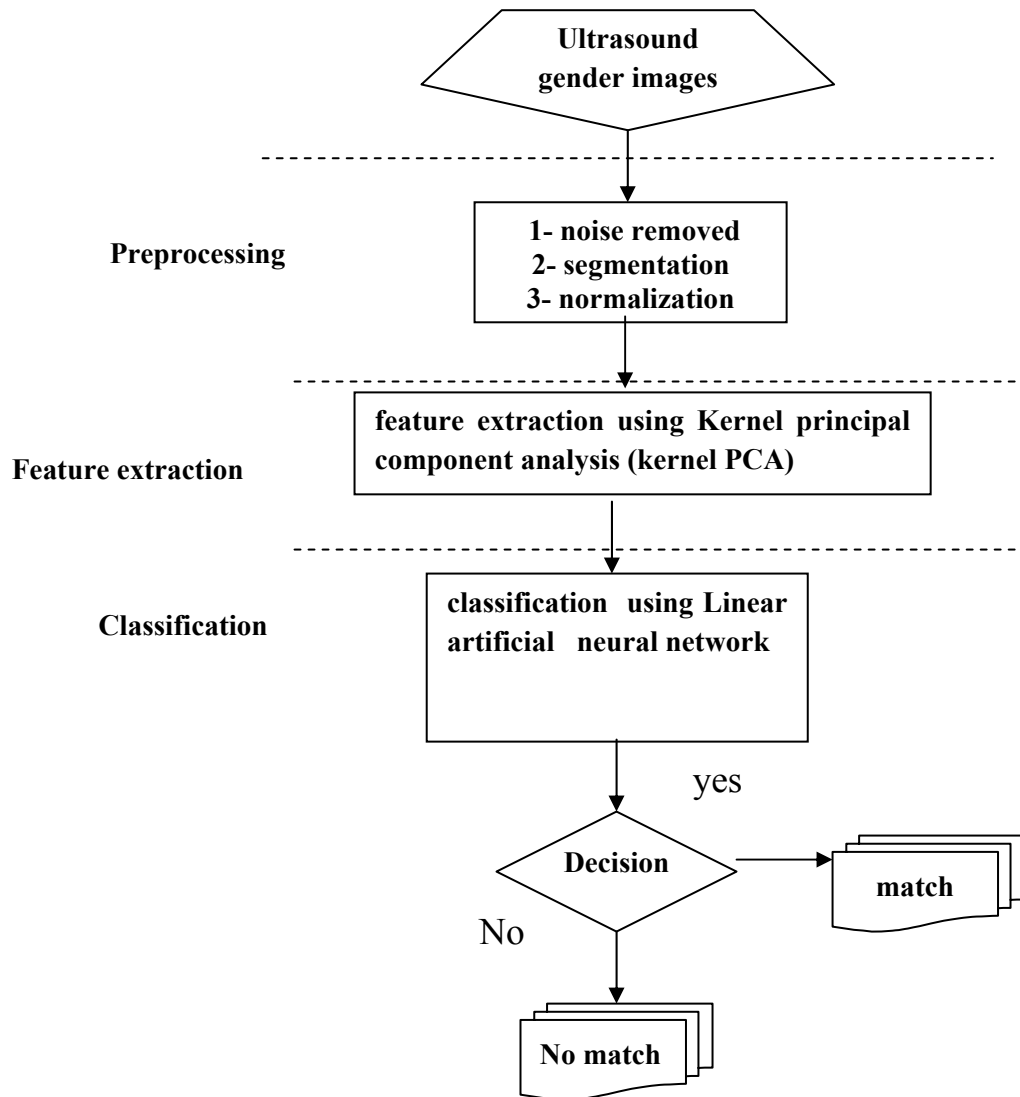 Ultrasound
gender images
Preprocessing
1- noise removed
2- segmentation
3- normalization
Feature extraction
feature extraction using Kernel principal
component analysis (kernel PCA)
Classification
classification using Linear
artificial neural network
yes
Decision
match
No
No match